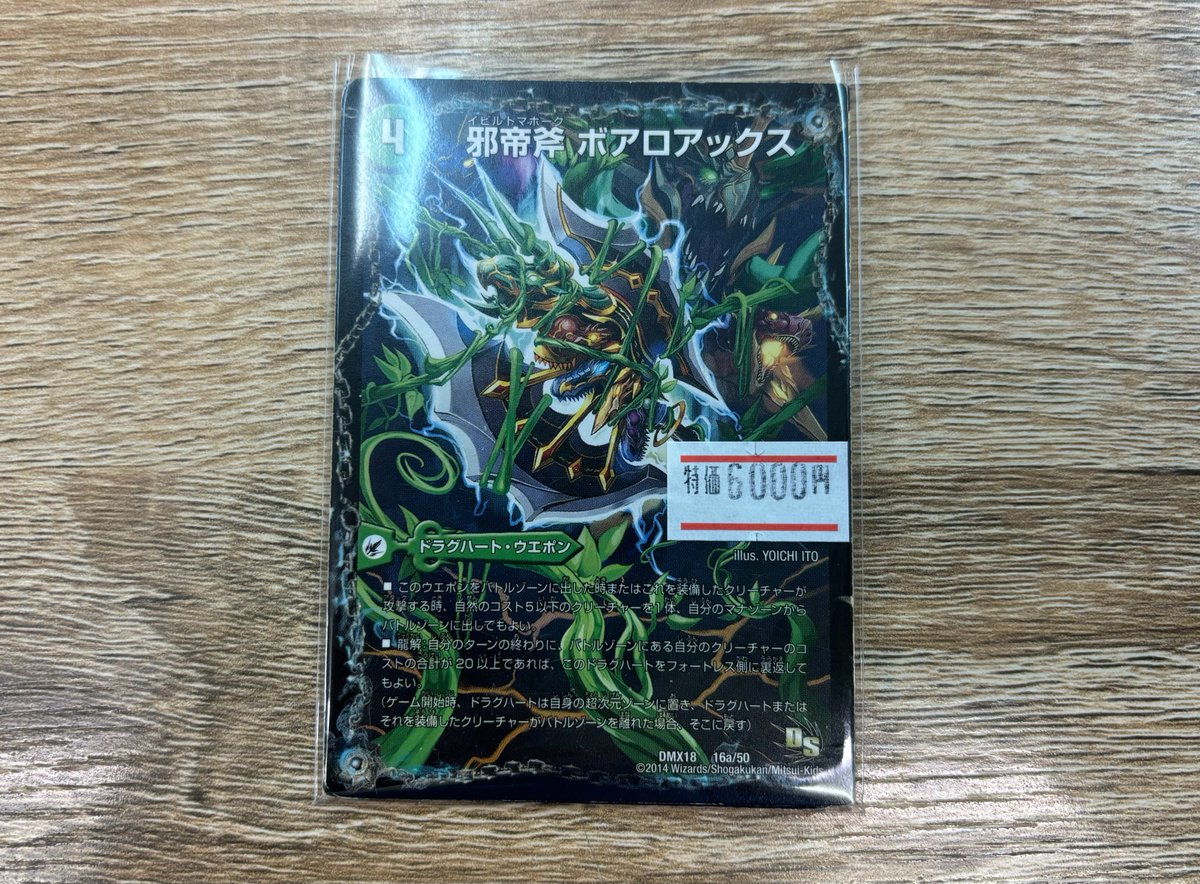 4
イビルトマホーク
邪帝斧 ボアロアックス
特価 6000円
illus. YOICHI ITO
ドラグハート・ウエポン
■ このウエポンをバトルゾーンに出した時またはこれを装備したクリーチャーが
攻撃する時、自然のコスト5以下のクリーチャーを1体、自分のマナゾーンから
バトルゾーンに出してもよい。
■ 龍解:自分のターンの終わりに、バトルゾーンにある自分のクリーチャーのコ
ストの合計が20以上であれば、このドラグハートをフォートレス側に裏返して
もよい。
(ゲーム開始時、ドラグハートは自身の超次元ゾーンに置き、ドラグハートまたは
それを装備したクリーチャーがバトルゾーンを離れた場合、そこに戻す)
DS
DMX18 16a/50
©2014 Wizards/Shogakukan/Mitsui-Kids